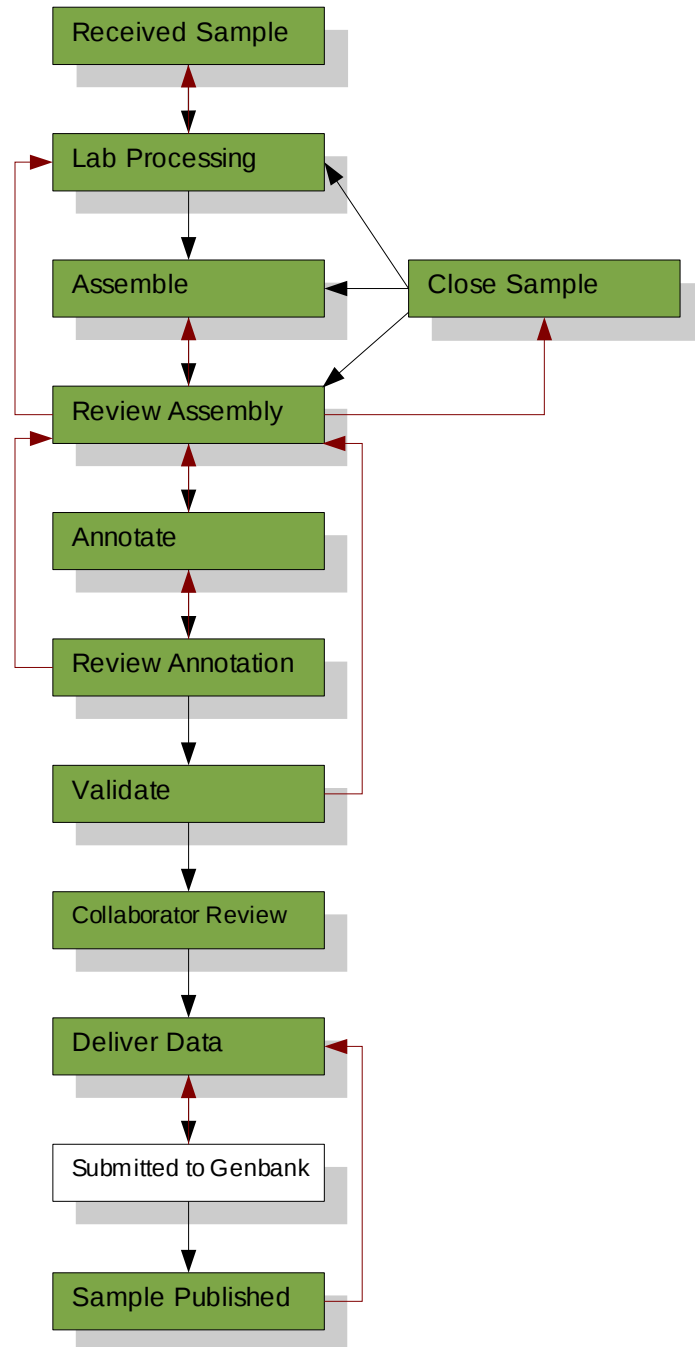 Received Sample
Lab Processing
Assemble
Close Sample
Review Assembly
Annotate
Review Annotation
Validate
Collaborator Review
Deliver Data
Submitted to Genbank
Sample Published